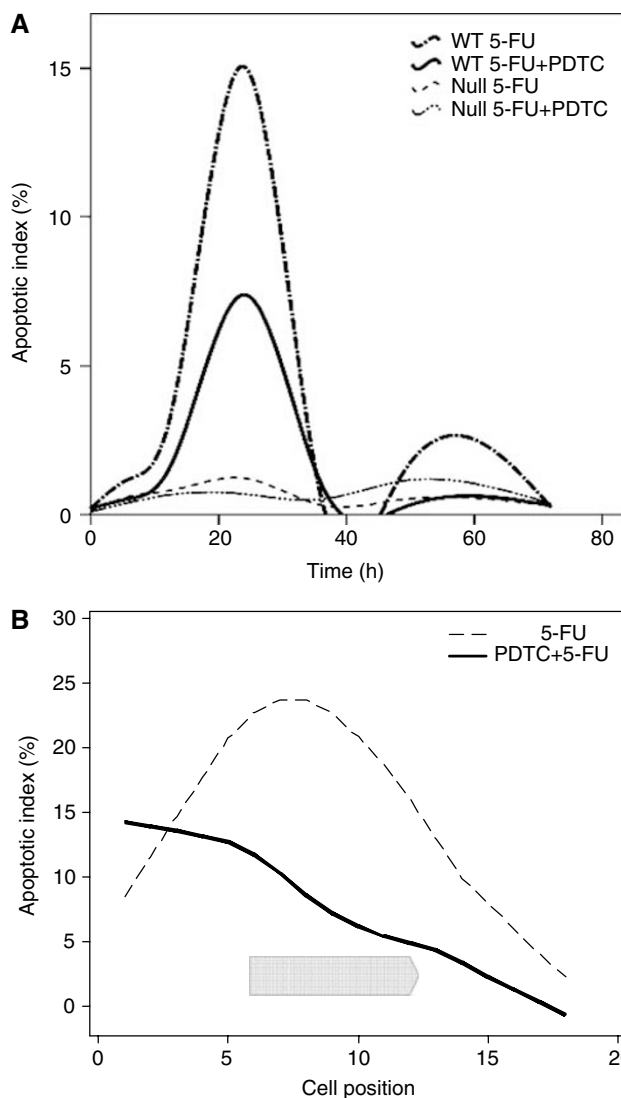 A
WT 5-FU
WT 5-FU+PDTC
Null 5-FU
Null 5-FU+PDTC
15
10
5
0
Apoptotic index (%)
0 20 40 60 80
Time (h)
B
5-FU
PDTC+5-FU
30
25
20
15
10
5
0
Apoptotic index (%)
0 5 10 15 20
Cell position